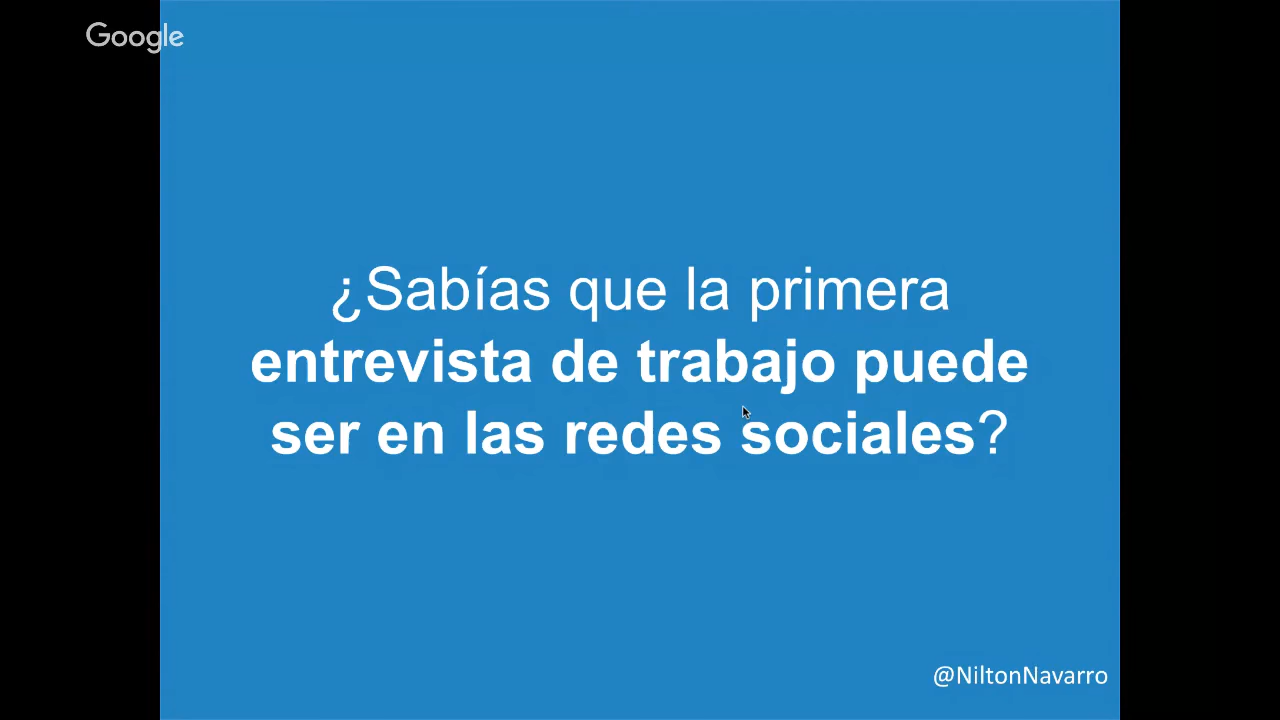 Google
¿Sabías que la primera
entrevista de trabajo puede
ser en las redes sociales?
@NiltonNavarro